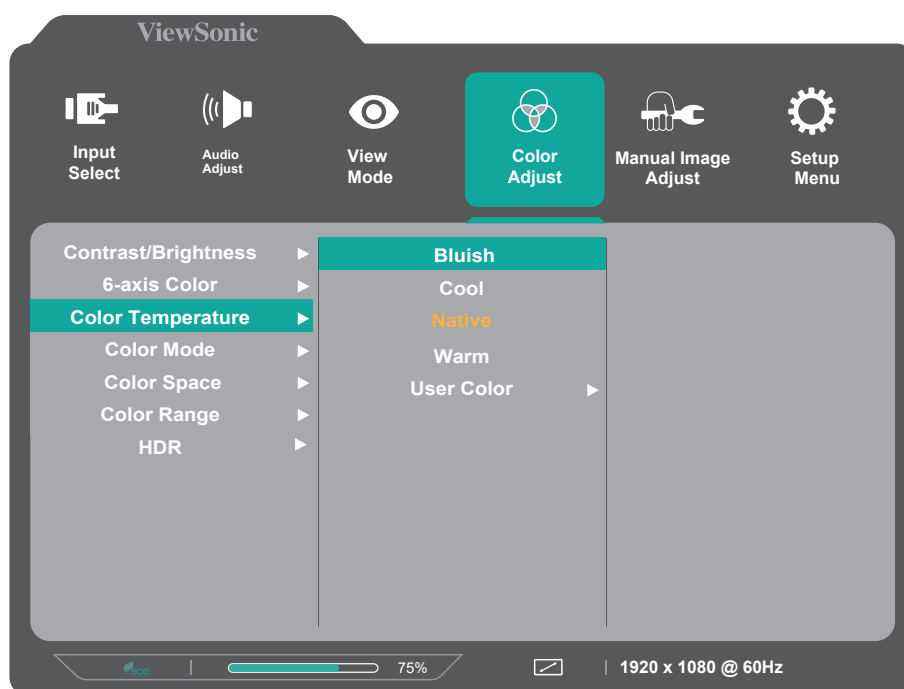 ViewSonic
Input
Select
Audio
Adjust
View
Mode
Color
Adjust
Manual Image
Adjust
Setup
Menu
Contrast/Brightness
6-axis Color
Color Temperature
Color Mode
Color Space
Color Range
HDR
Bluish
Cool
Native
Warm
User Color
eco
75%
1920 x 1080 @ 60Hz